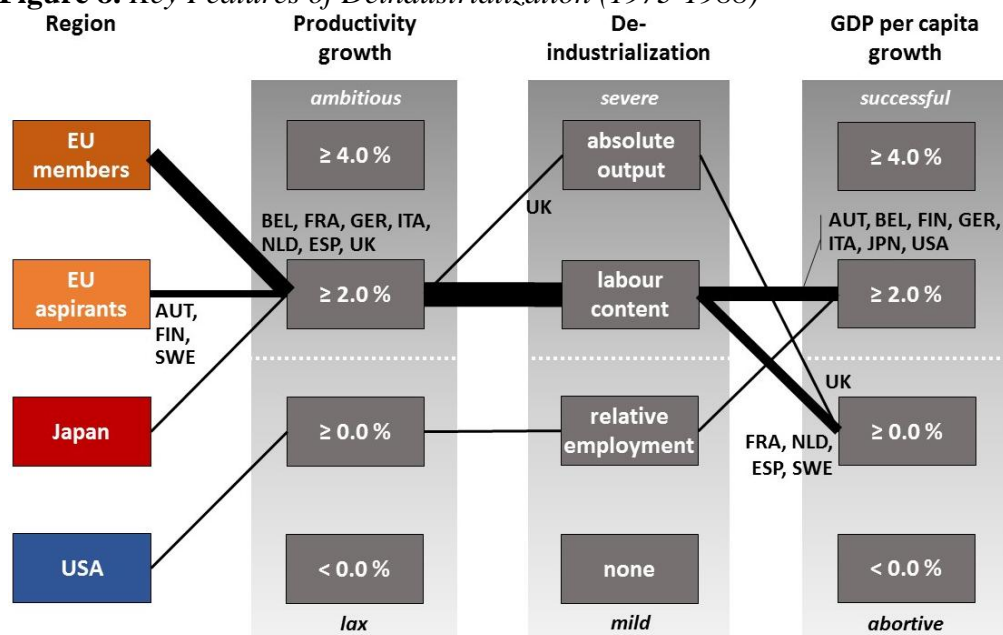 Figure 8. Key Features of Deindustrialization (1973-1988)
Region
Productivity
growth
De-
industrialization
GDP per capita
growth
ambitious
severe
successful
EU
members
≥ 4.0 %
absolute
output
≥ 4.0 %
BEL, FRA, GER, ITA,
NLD, ESP, UK
UK
AUT, BEL, FIN, GER,
ITA, JPN, USA
EU
aspirants
≥ 2.0 %
labour
content
≥ 2.0 %
AUT,
FIN,
SWE
UK
Japan
≥ 0.0 %
relative
employment
≥ 0.0 %
FRA, NLD,
ESP, SWE
USA
< 0.0 %
none
< 0.0 %
lax
mild
abortive